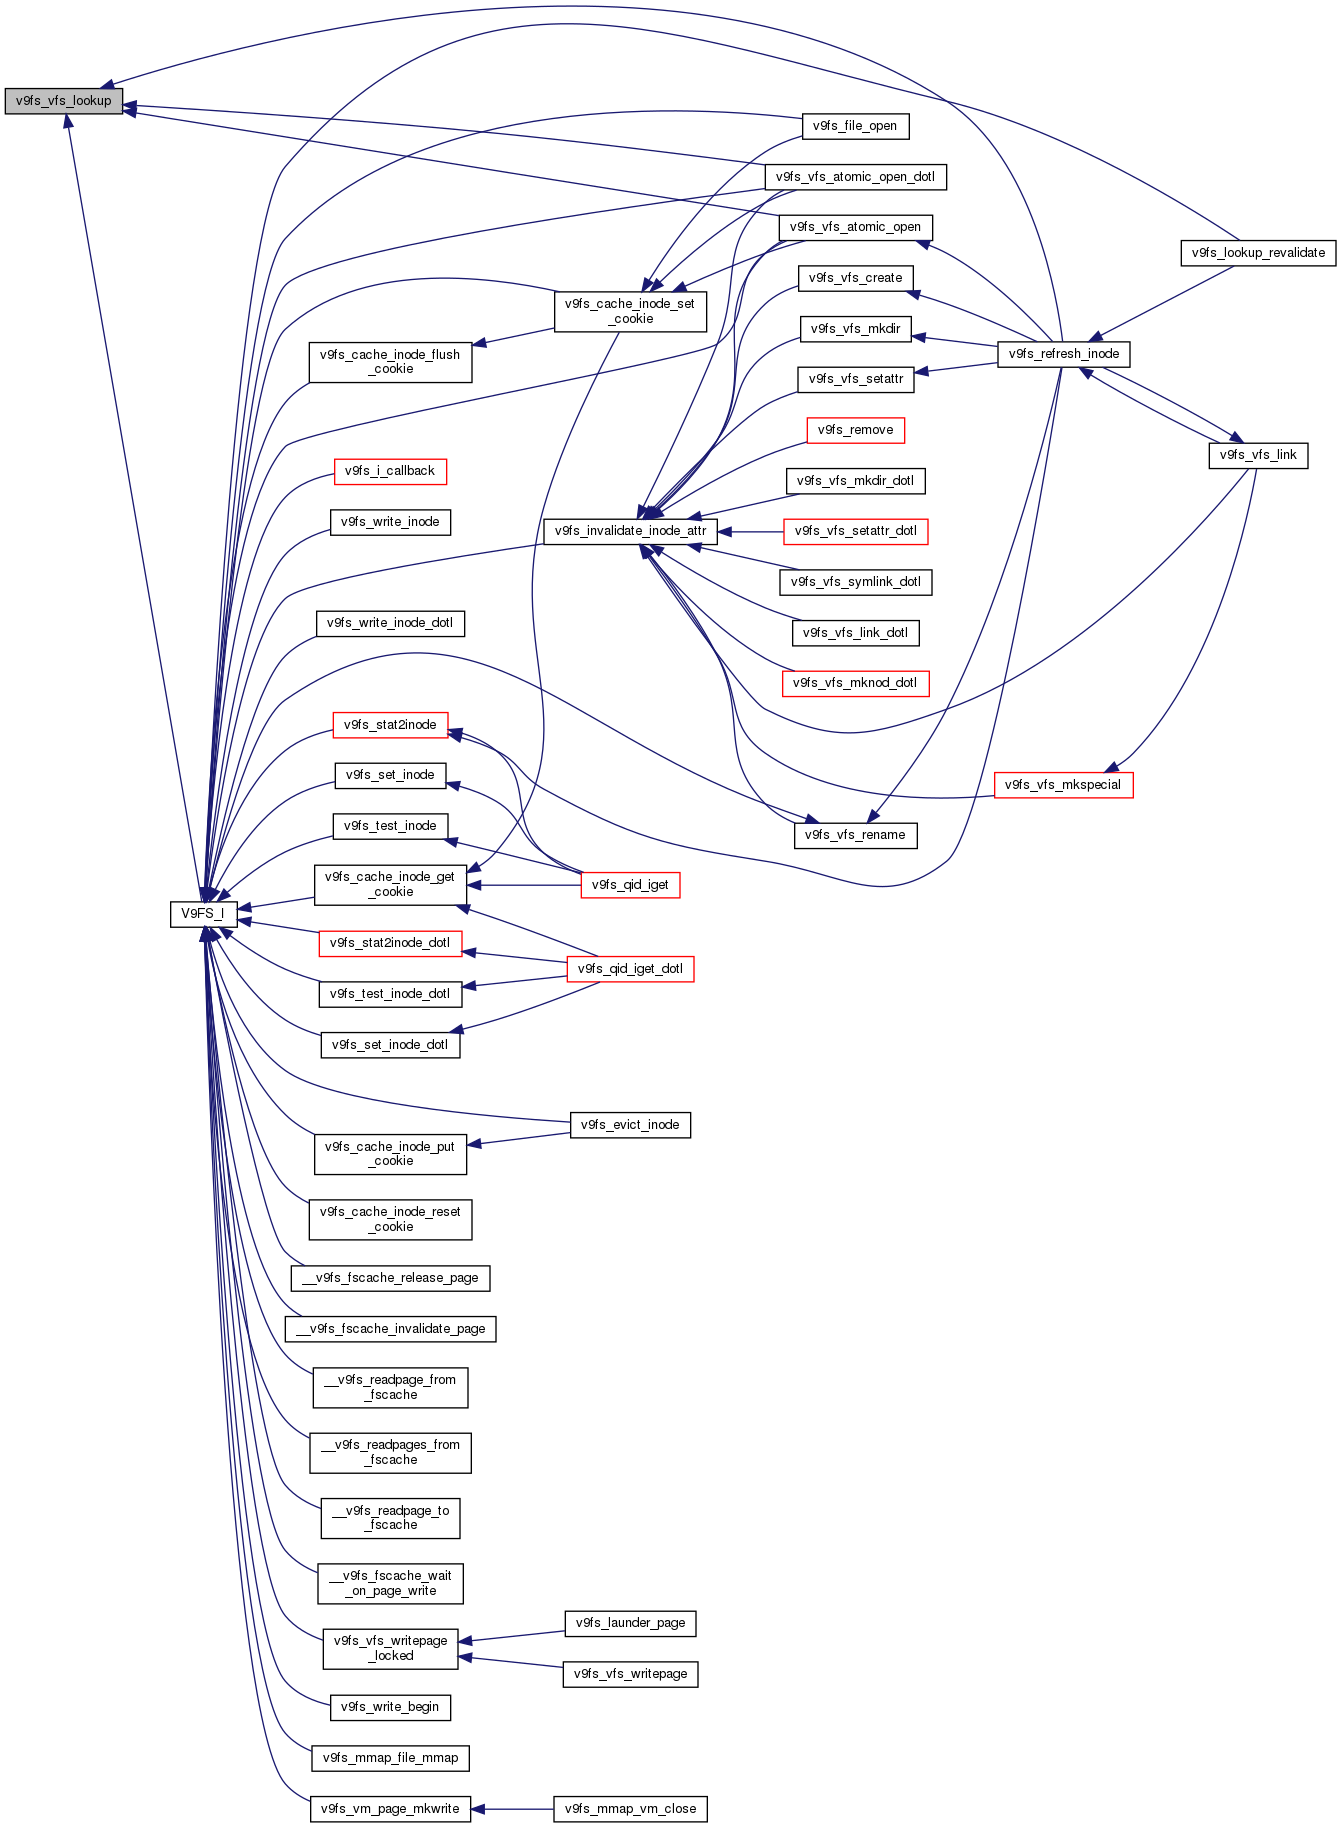 v9fs_vfs_lookup
v9fs_file_open
v9fs_vfs_atomic_open_dotl
v9fs_vfs_atomic_open
v9fs_lookup_revalidate
v9fs_vfs_create
v9fs_cache_inode_set
_cookie
v9fs_vfs_mkdir
v9fs_cache_inode_flush
_cookie
v9fs_refresh_inode
v9fs_vfs_setattr
v9fs_remove
v9fs_vfs_link
v9fs_i_callback
v9fs_vfs_mkdir_dotl
v9fs_write_inode
v9fs_invalidate_inode_attr
v9fs_vfs_setattr_dotl
v9fs_vfs_symlink_dotl
v9fs_write_inode_dotl
v9fs_vfs_link_dotl
v9fs_vfs_mknod_dotl
v9fs_stat2inode
v9fs_set_inode
v9fs_vfs_mkspecial
v9fs_test_inode
v9fs_vfs_rename
v9fs_cache_inode_get
_cookie
v9fs_qid_iget
V9FS_I
v9fs_stat2inode_dotl
v9fs_qid_iget_dotl
v9fs_test_inode_dotl
v9fs_set_inode_dotl
v9fs_evict_inode
v9fs_cache_inode_put
_cookie
v9fs_cache_inode_reset
_cookie
__v9fs_fscache_release_page
__v9fs_fscache_invalidate_page
__v9fs_readpage_from
_fscache
__v9fs_readpages_from
_fscache
__v9fs_readpage_to
_fscache
__v9fs_fscache_wait
_on_page_write
v9fs_launder_page
v9fs_vfs_writepage
_locked
v9fs_vfs_writepage
v9fs_write_begin
v9fs_mmap_file_mmap
v9fs_vm_page_mkwrite
v9fs_mmap_vm_close